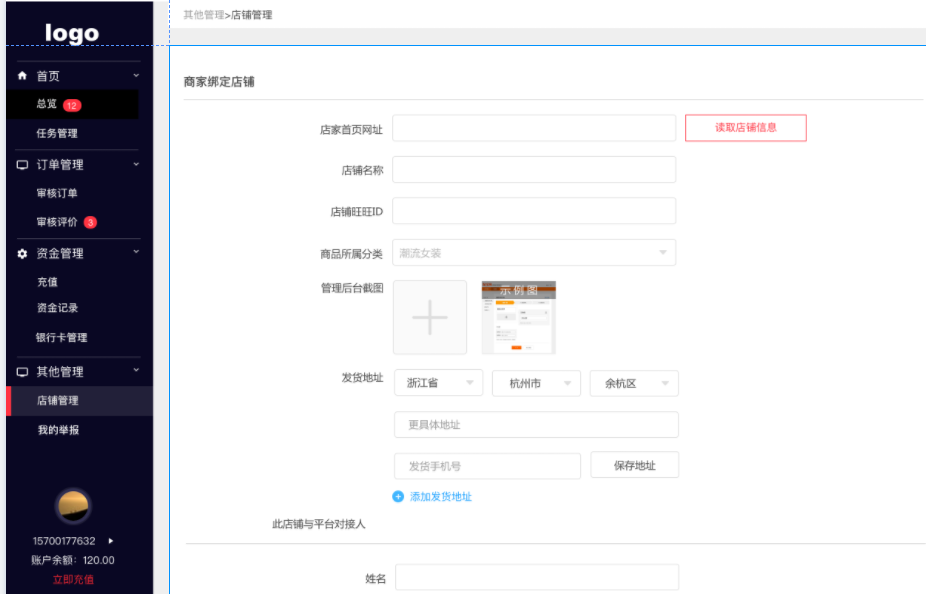 logo
首页
总览 12
任务管理
订单管理
审核订单
审核评价 3
资金管理
充值
资金记录
银行卡管理
其他管理
店铺管理
我的举报
15700177632
账户余额：120.00
立即充值
其他管理>店铺管理
商家绑定店铺
店家首页网址
读取店铺信息
店铺名称
店铺旺旺ID
商品所属分类 潮流女装
管理后台截图
示例图
发货地址 浙江省 杭州市 余杭区
更具体地址
发货手机号 保存地址
添加发货地址
此店铺与平台对接人
姓名